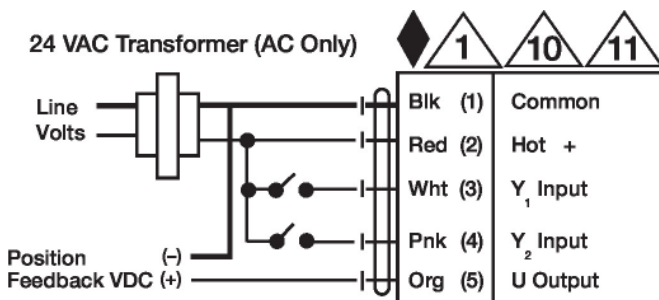 24 VAC Transformer (AC Only)
1 10 11
Line
Volts
Blk (1) Common
Red (2) Hot +
Wht (3) Y₁ Input
Pnk (4) Y₂ Input
Org (5) U Output
Position (–)
Feedback VDC (+)